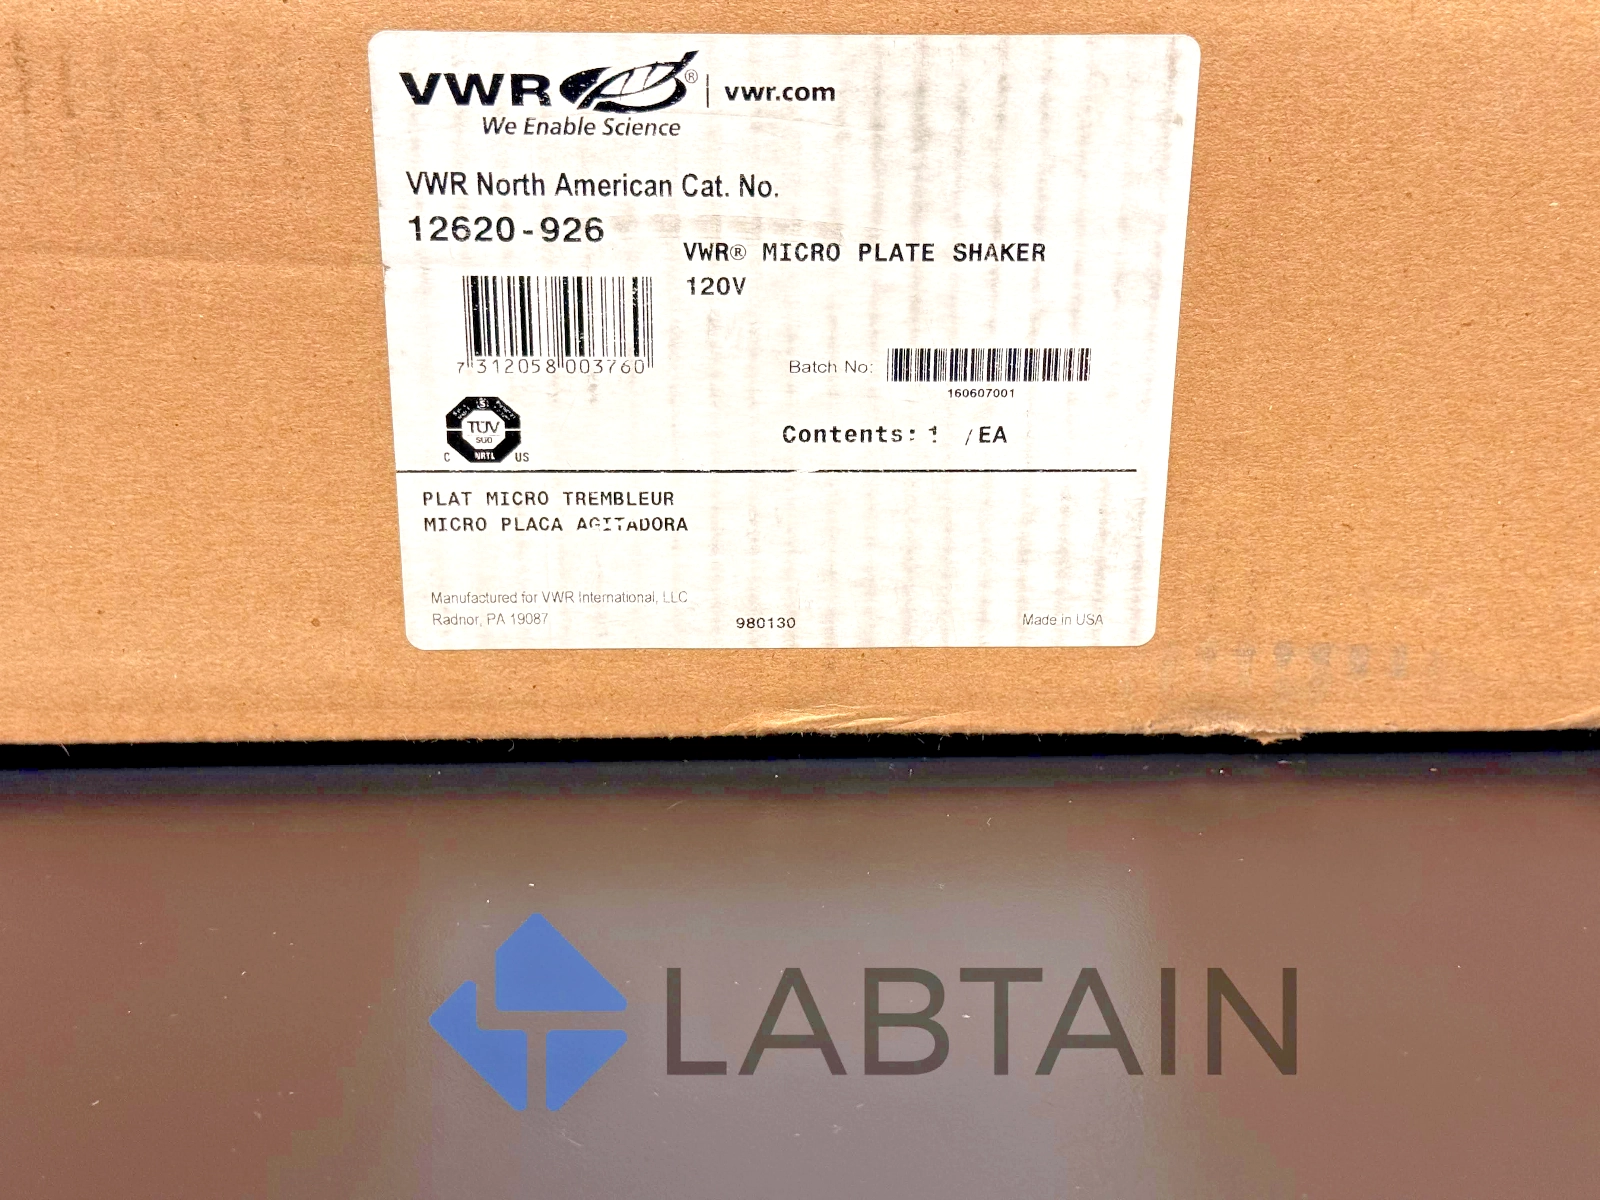 VWR® | vwr.com
We Enable Science
VWR North American Cat. No.
12620-926
VWR® MICRO PLATE SHAKER
120V
7 312058 003760
Batch No:
160607001
TÜV
SÜD
C NRTL US
Contents: 1 /EA
PLAT MICRO TREMBLEUR
MICRO PLACA AGITADORA
Manufactured for VWR International, LLC
Radnor, PA 19087
980130
Made in USA
LABTAIN